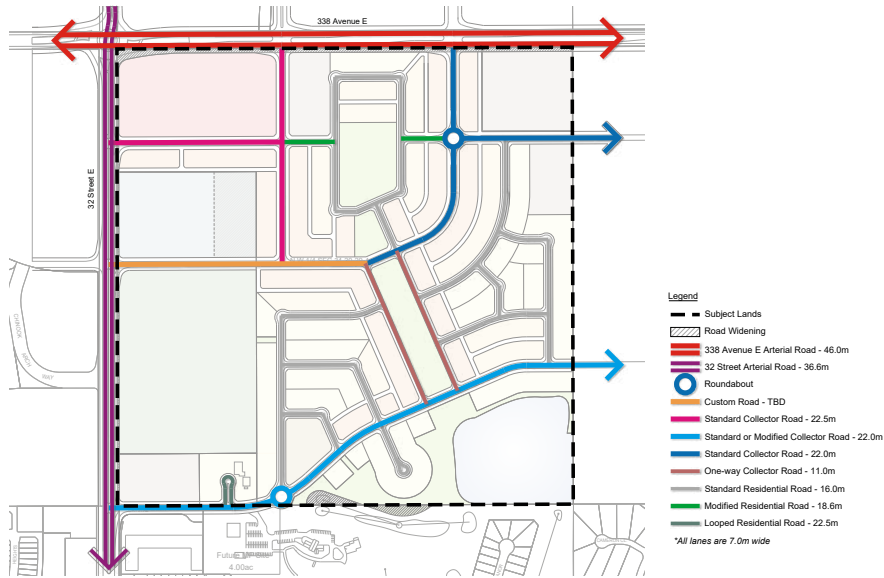 338 Avenue E
32 Street E
CHINOOK
ARCH
WAY
4.00ac
Legend
Subject Lands
Road Widening
338 Avenue E Arterial Road - 46.0m
32 Street Arterial Road - 36.6m
Roundabout
Custom Road - TBD
Standard Collector Road - 22.5m
Standard or Modified Collector Road - 22.0m
Standard Collector Road - 22.0m
One-way Collector Road - 11.0m
Standard Residential Road - 16.0m
Modified Residential Road - 18.6m
Looped Residential Road - 22.5m
*All lanes are 7.0m wide